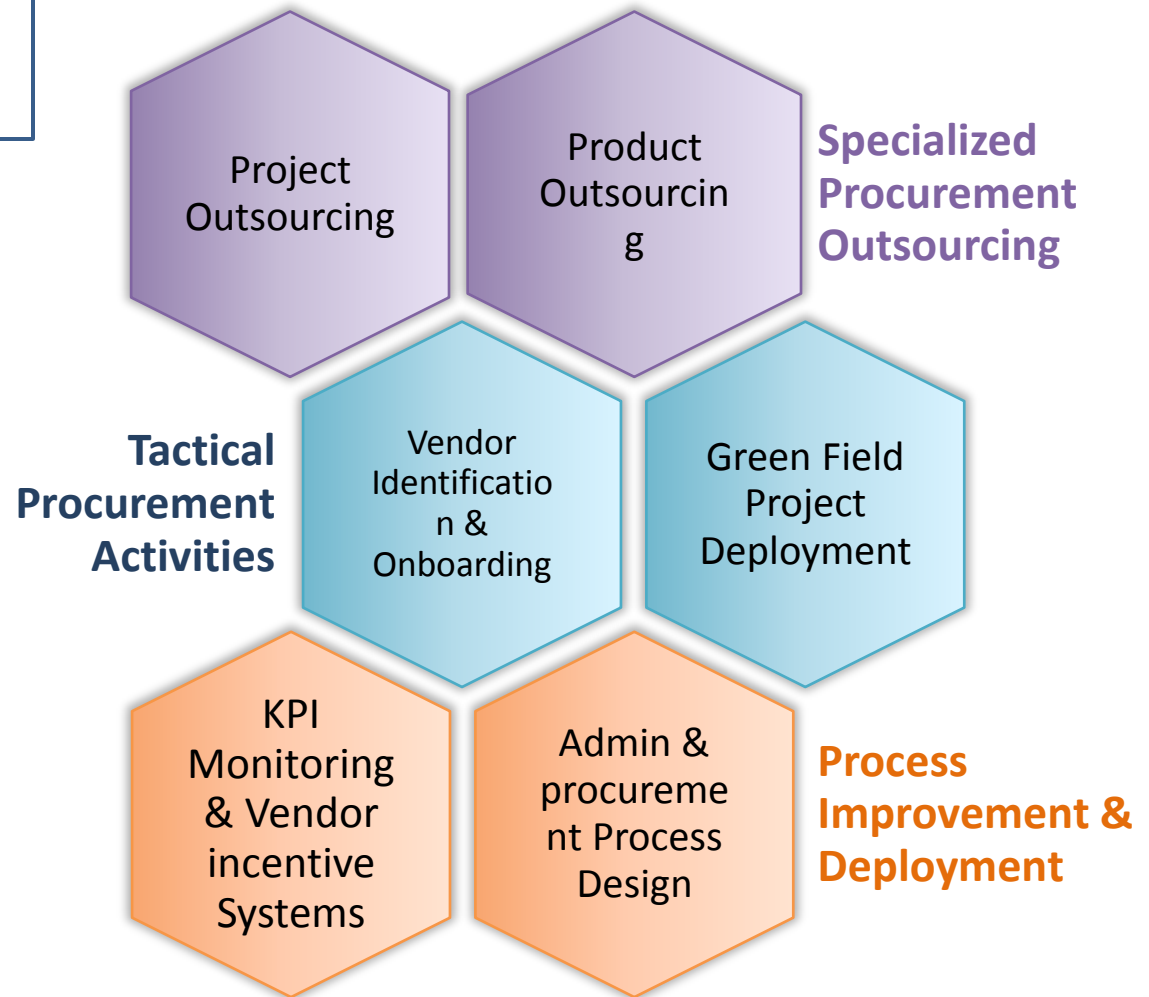 Project
Outsourcing
Product
Outsourcin
g
Specialized
Procurement
Outsourcing
Tactical
Procurement
Activities
Vendor
Identificatio
n &
Onboarding
Green Field
Project
Deployment
KPI
Monitoring
& Vendor
incentive
Systems
Admin &
procureme
nt Process
Design
Process
Improvement &
Deployment